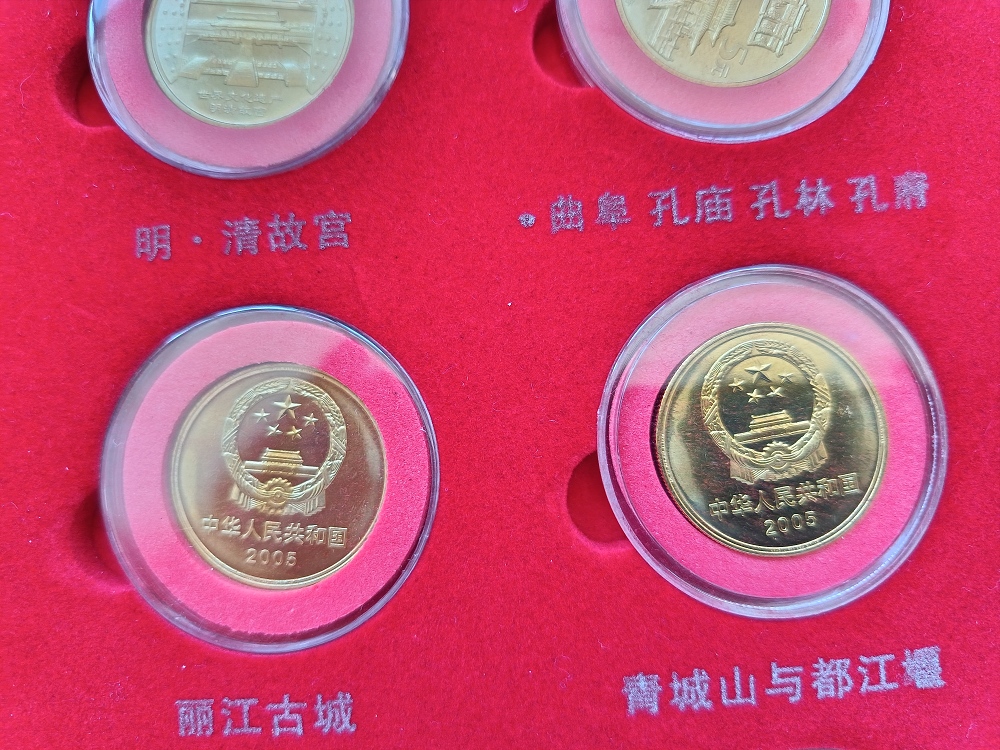 明·清故宫
·曲阜 孔庙 孔林 孔府
中华人民共和国
2005
中华人民共和国
2005
丽江古城
青城山与都江堰